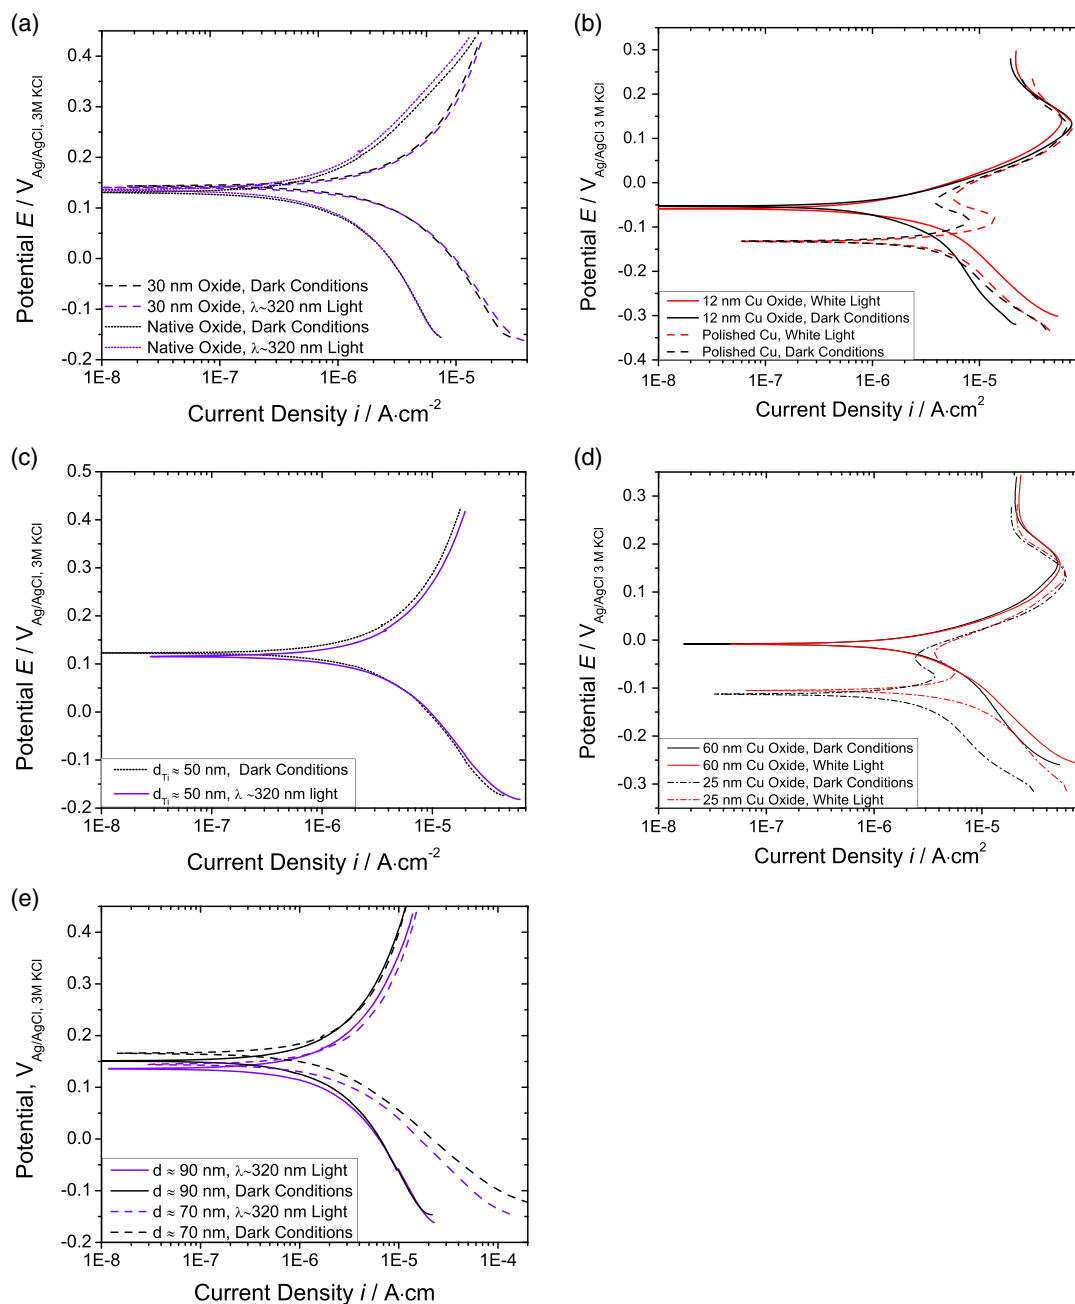 (a)
0.4
0.3
0.2
0.1
0.0
-0.1
-0.2
Potential E / V Ag/AgCl, 3M KCl
30 nm Oxide, Dark Conditions
30 nm Oxide, λ~320 nm Light
Native Oxide, Dark Conditions
Native Oxide, λ~320 nm Light
1E-8 1E-7 1E-6 1E-5
Current Density i / A·cm-2
(b)
0.3
0.2
0.1
0.0
-0.1
-0.2
-0.3
-0.4
Potential E / V Ag/AgCl 3 M KCl
12 nm Cu Oxide, White Light
12 nm Cu Oxide, Dark Conditions
Polished Cu, White Light
Polished Cu, Dark Conditions
1E-8 1E-7 1E-6 1E-5
Current Density i / A·cm2
(c)
0.5
0.4
0.3
0.2
0.1
0.0
-0.1
-0.2
Potential E / V Ag/AgCl, 3M KCl
dTi ≈ 50 nm, Dark Conditions
dTi ≈ 50 nm, λ ~320 nm light
1E-8 1E-7 1E-6 1E-5
Current Density i / A·cm-2
(d)
0.3
0.2
0.1
0.0
-0.1
-0.2
-0.3
Potential E / V Ag/AgCl 3 M KCl
60 nm Cu Oxide, Dark Conditions
60 nm Cu Oxide, White Light
25 nm Cu Oxide, Dark Conditions
25 nm Cu Oxide, White Light
1E-8 1E-7 1E-6 1E-5
Current Density i / A·cm2
(e)
0.4
0.3
0.2
0.1
0.0
-0.1
-0.2
Potential, V Ag/AgCl, 3M KCl
d ≈ 90 nm, λ~320 nm Light
d ≈ 90 nm, Dark Conditions
d ≈ 70 nm, λ~320 nm Light
d ≈ 70 nm, Dark Conditions
1E-8 1E-7 1E-6 1E-5 1E-4
Current Density i / A·cm